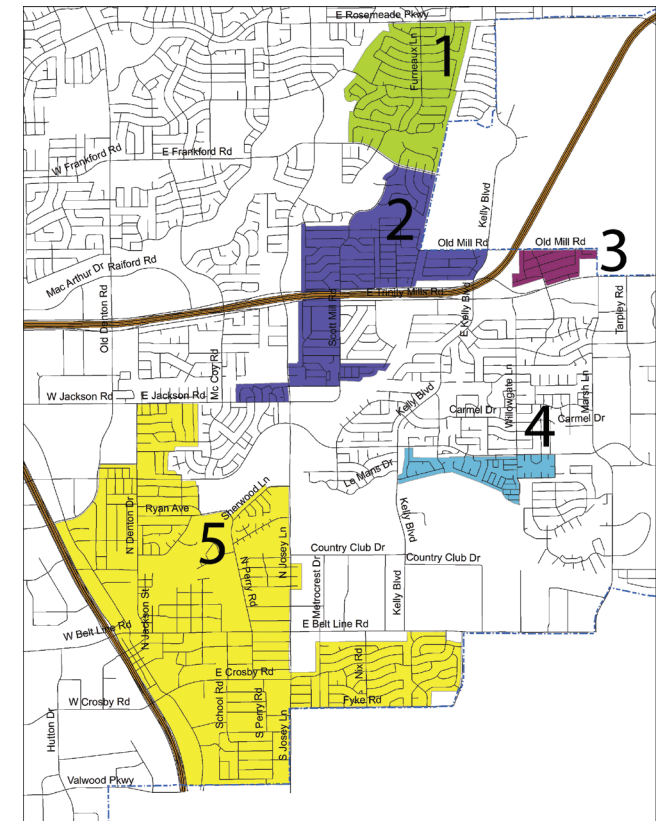 E Rosemeade Pkwy
Furneaux Ln
1
Kelly Blvd
W Frankford Rd
E Frankford Rd
2
Old Mill Rd
Old Mill Rd
3
Mac Arthur Dr
Raiford Rd
Old Denton Rd
E Trinity Mills Rd
Scott Mill Rd
E Kelly Blvd
Tarpley Rd
Mc Coy Rd
W Jackson Rd
E Jackson Rd
Kelly Blvd
Willowgate Ln
Marsh Ln
Carmel Dr
Carmel Dr
4
Le Mans Dr
Sherwood Ln
Ryan Ave
N Denton Dr
5
N Josey Ln
Kelly Blvd
Country Club Dr
Country Club Dr
N Perry Rd
Metrocrest Dr
Kelly Blvd
N Jackson St
W Belt Line Rd
E Belt Line Rd
Nix Rd
E Crosby Rd
W Crosby Rd
School Rd
S Perry Rd
S Josey Ln
Fyke Rd
Hutton Dr
Valwood Pkwy